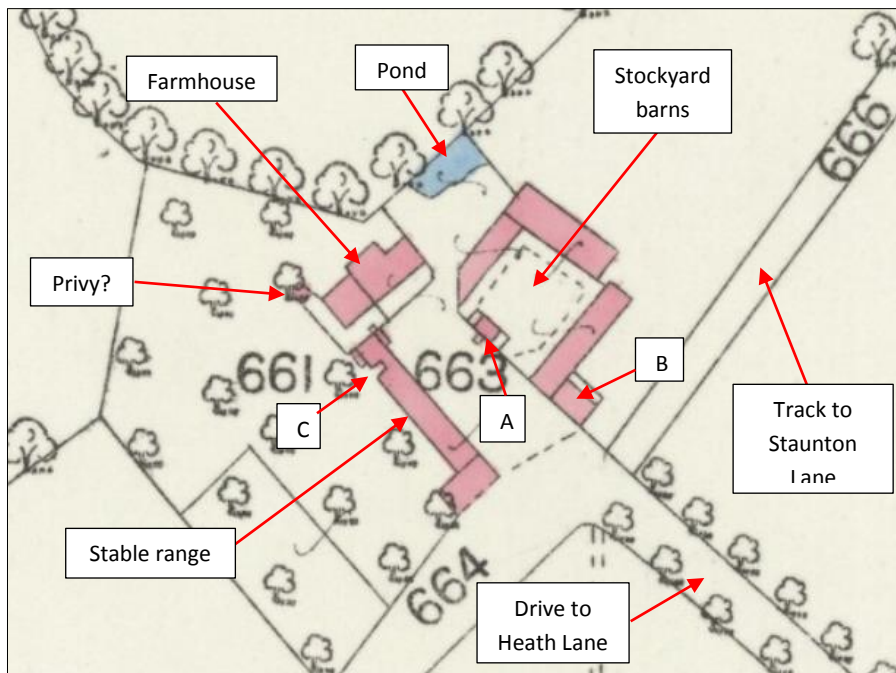 Farmhouse
Pond
Stockyard
barns
666
Privy?
661
663
C
A
B
Track to
Staunton
Lane
Stable range
664
Drive to
Heath Lane